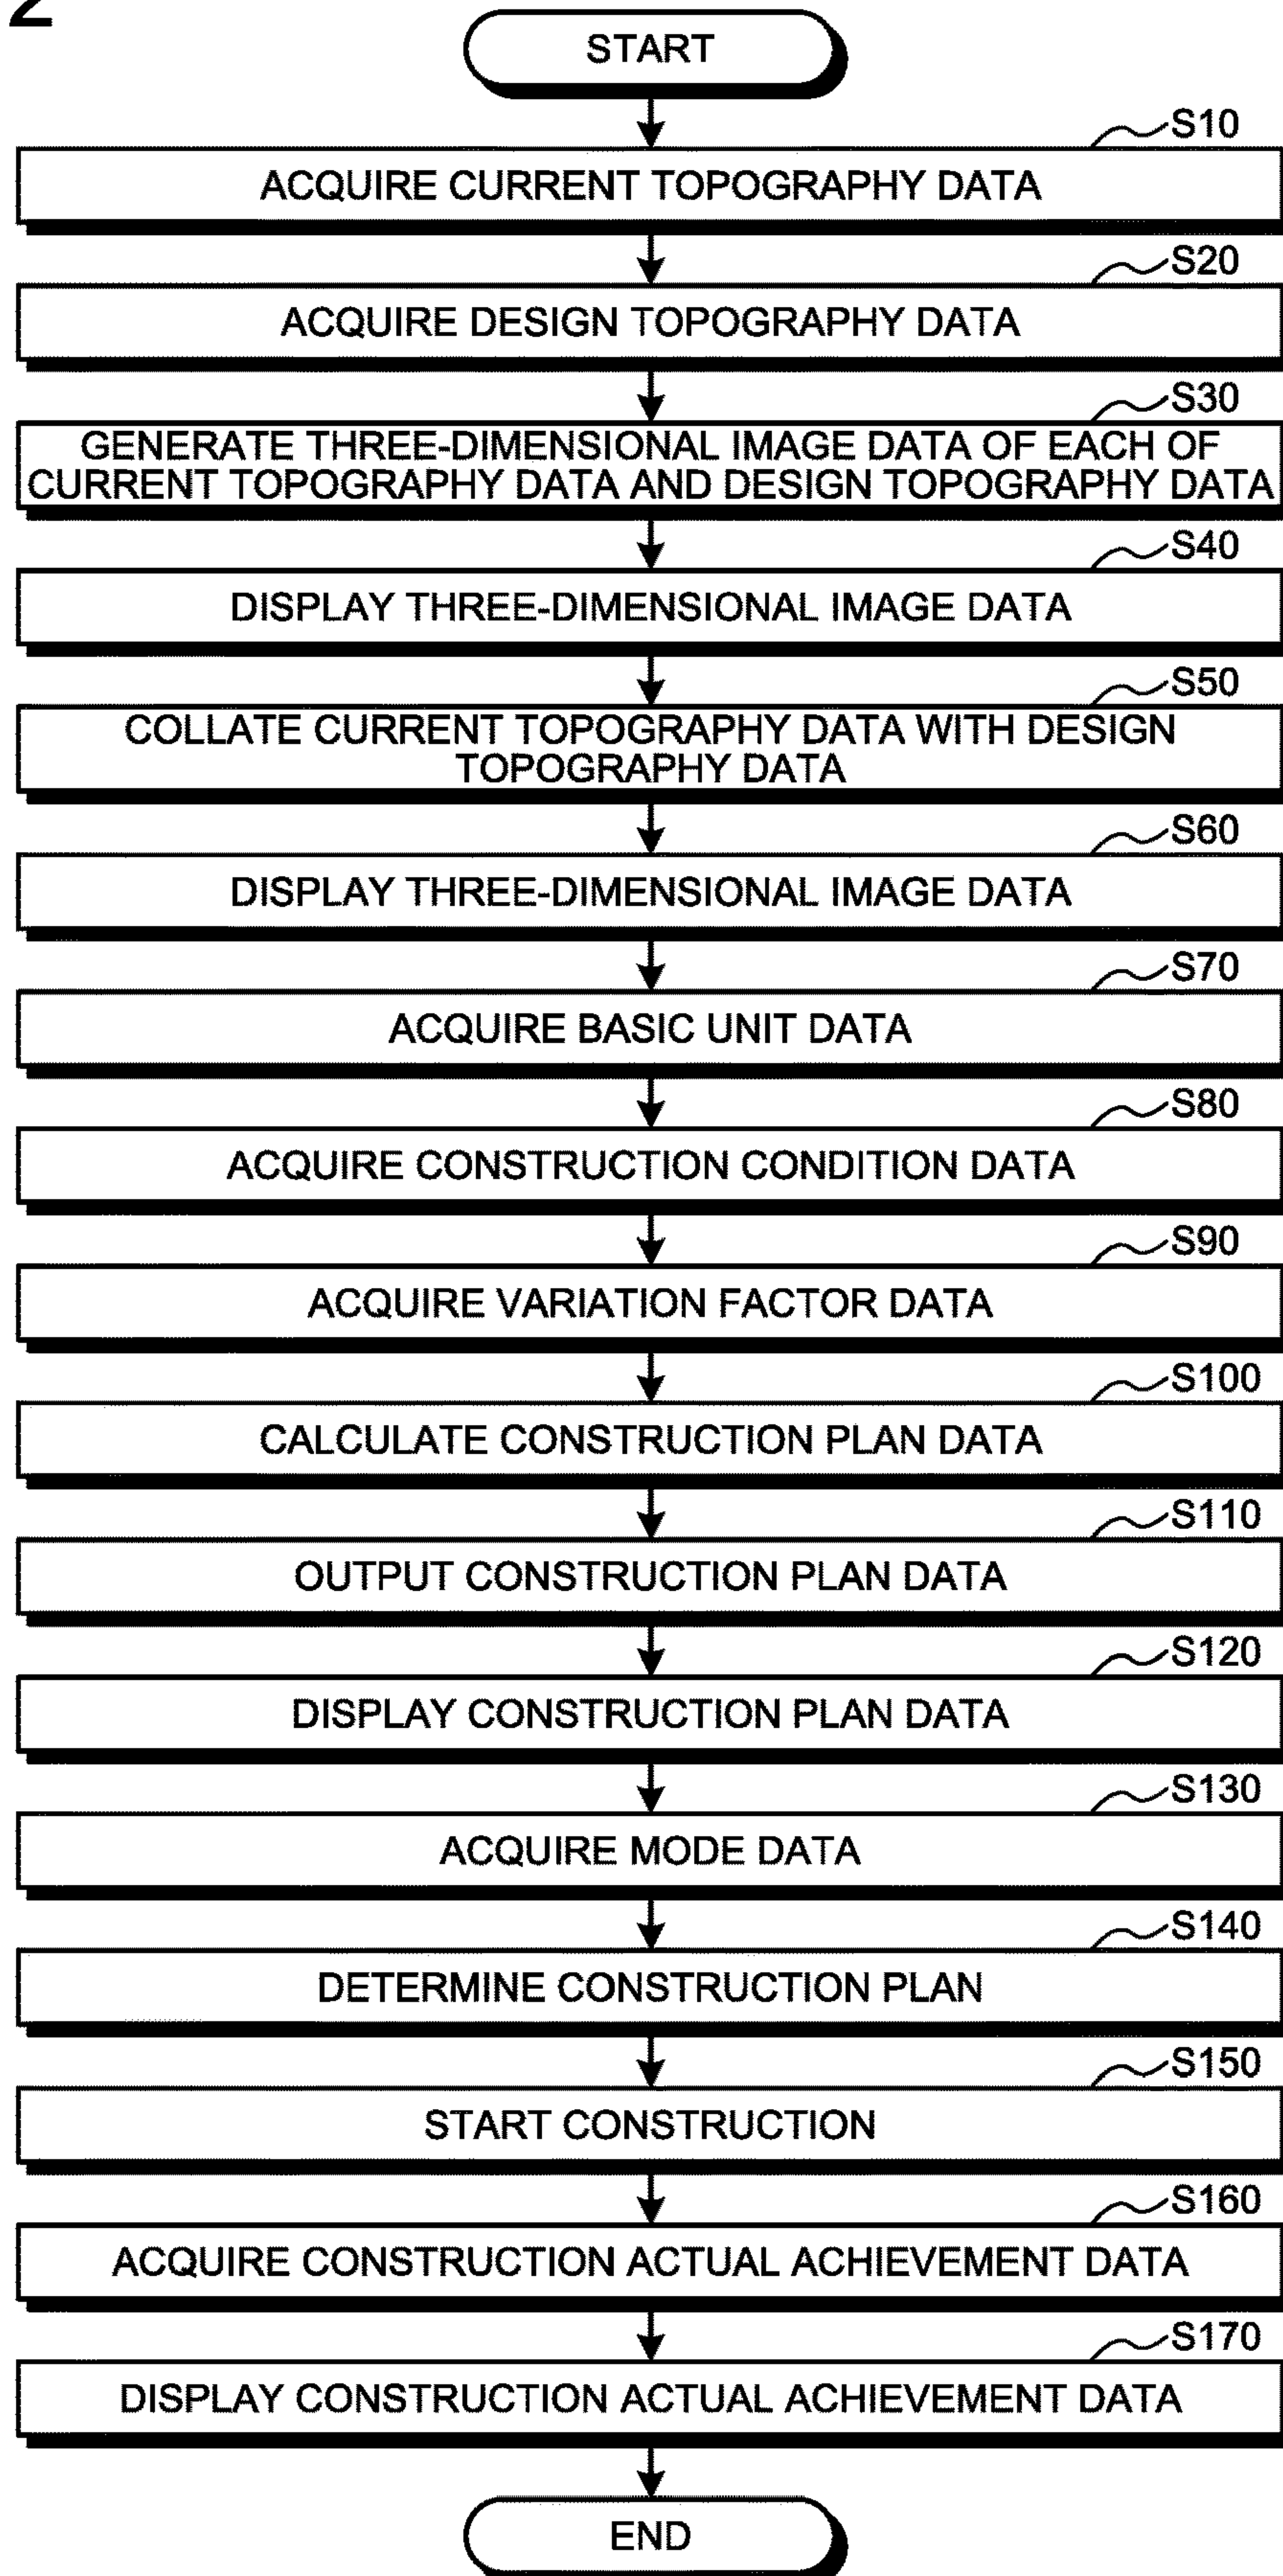 2
START
S10
ACQUIRE CURRENT TOPOGRAPHY DATA
S20
ACQUIRE DESIGN TOPOGRAPHY DATA
S30
GENERATE THREE-DIMENSIONAL IMAGE DATA OF EACH OF
CURRENT TOPOGRAPHY DATA AND DESIGN TOPOGRAPHY DATA
S40
DISPLAY THREE-DIMENSIONAL IMAGE DATA
S50
COLLATE CURRENT TOPOGRAPHY DATA WITH DESIGN
TOPOGRAPHY DATA
S60
DISPLAY THREE-DIMENSIONAL IMAGE DATA
S70
ACQUIRE BASIC UNIT DATA
S80
ACQUIRE CONSTRUCTION CONDITION DATA
S90
ACQUIRE VARIATION FACTOR DATA
S100
CALCULATE CONSTRUCTION PLAN DATA
S110
OUTPUT CONSTRUCTION PLAN DATA
S120
DISPLAY CONSTRUCTION PLAN DATA
S130
ACQUIRE MODE DATA
S140
DETERMINE CONSTRUCTION PLAN
S150
START CONSTRUCTION
S160
ACQUIRE CONSTRUCTION ACTUAL ACHIEVEMENT DATA
S170
DISPLAY CONSTRUCTION ACTUAL ACHIEVEMENT DATA
END